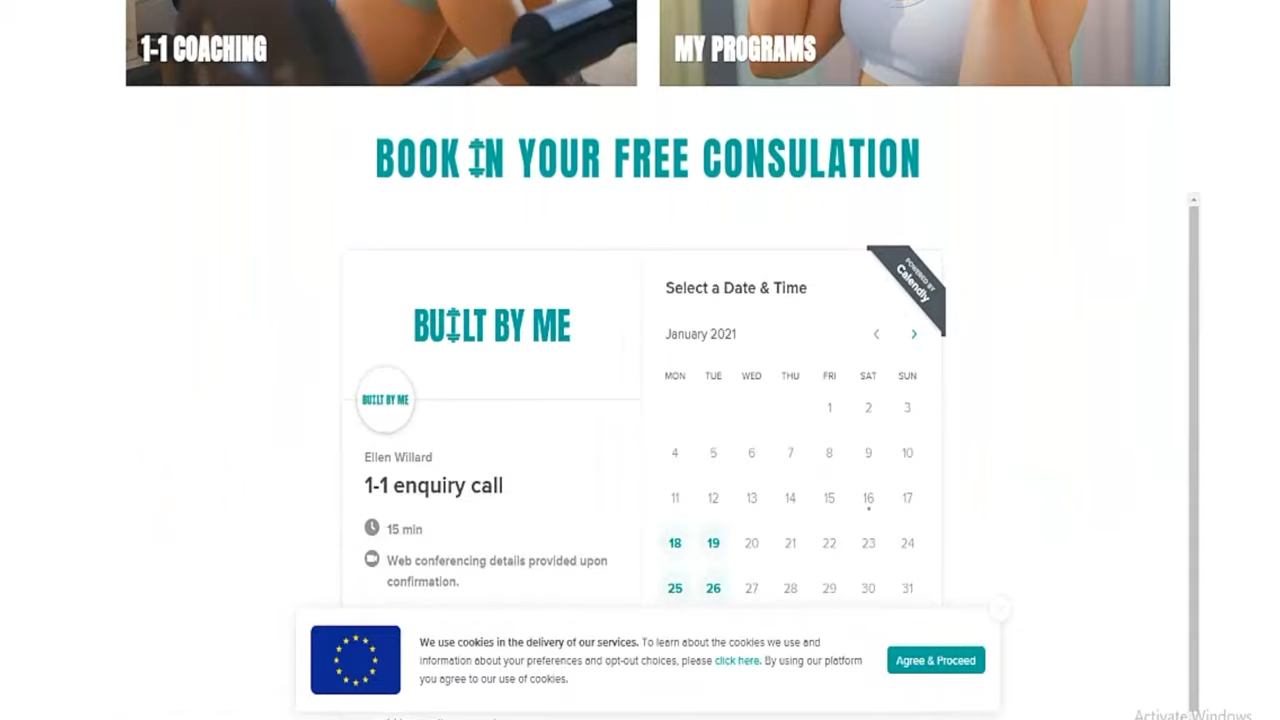 1-1 COACHING
MY PROGRAMS
BOOK IN YOUR FREE CONSULATION
POWERED BY
Calendly
BUILT BY ME
BUILT BY ME
Ellen Willard
1-1 enquiry call
15 min
Web conferencing details provided upon
confirmation.
Select a Date & Time
January 2021
MON TUE WED THU FRI SAT SUN
1 2 3
4 5 6 7 8 9 10
11 12 13 14 15 16 17
18 19 20 21 22 23 24
25 26 27 28 29 30 31
We use cookies in the delivery of our services. To learn about the cookies we use and
information about your preferences and opt-out choices, please click here. By using our platform
you agree to our use of cookies.
Agree & Proceed
Activate Windows